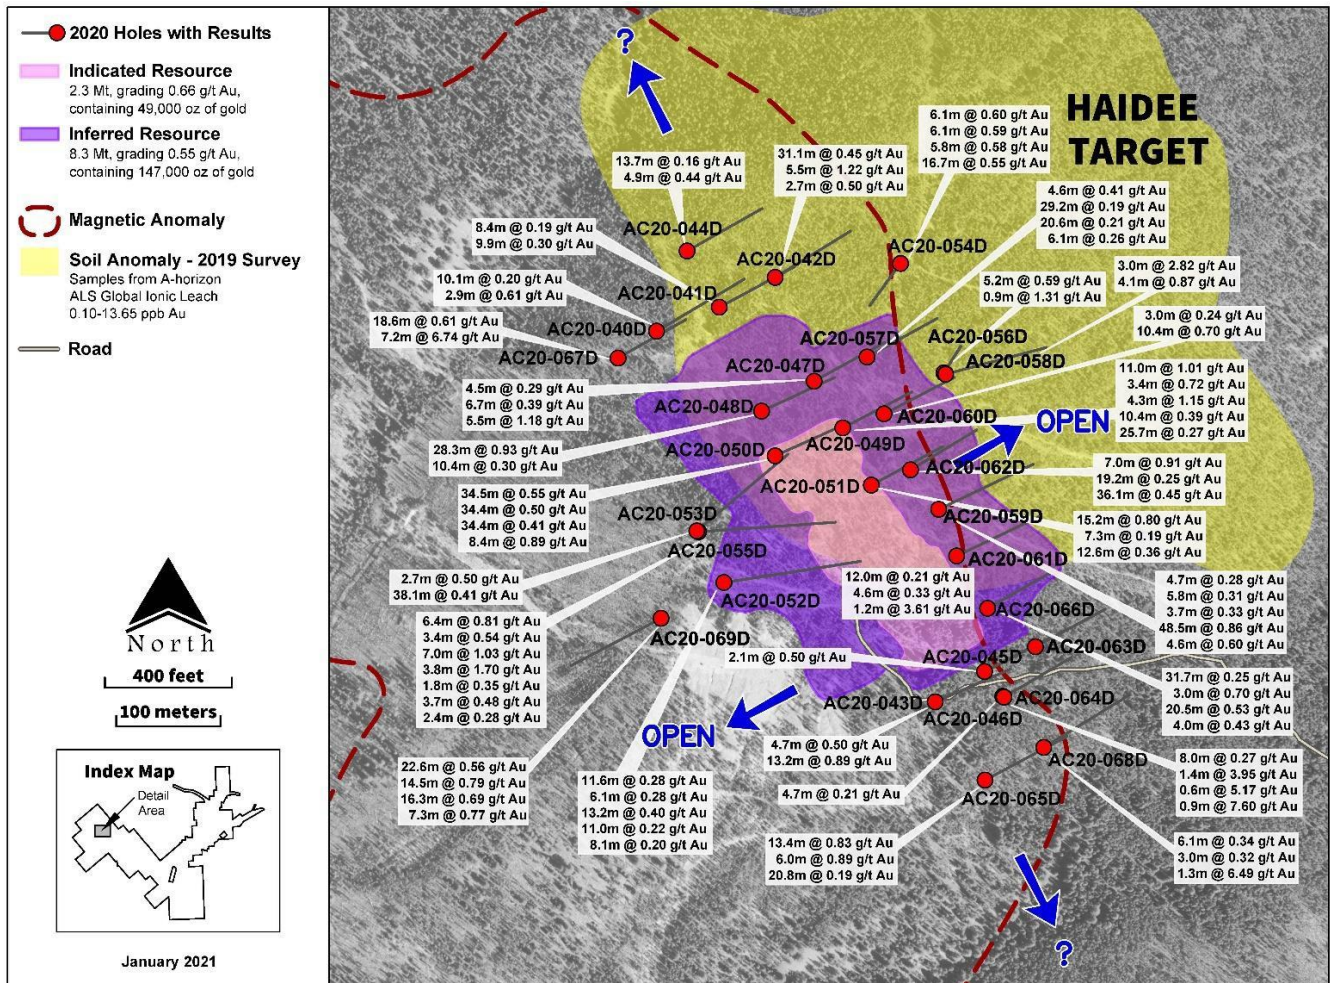 2020 Holes with Results
Indicated Resource
2.3 Mt, grading 0.66 g/t Au,
containing 49,000 oz of gold
Inferred Resource
8.3 Mt, grading 0.55 g/t Au,
containing 147,000 oz of gold
Magnetic Anomaly
Soil Anomaly - 2019 Survey
Samples from A-horizon
ALS Global Ionic Leach
0.10-13.65 ppb Au
Road
North
400 feet
100 meters
Index Map
Detail
Area
January 2021
?
HAIDEE
TARGET
6.1m @ 0.60 g/t Au
6.1m @ 0.59 g/t Au
5.8m @ 0.58 g/t Au
16.7m @ 0.55 g/t Au
13.7m @ 0.16 g/t Au
4.9m @ 0.44 g/t Au
31.1m @ 0.45 g/t Au
5.5m @ 1.22 g/t Au
2.7m @ 0.50 g/t Au
4.6m @ 0.41 g/t Au
29.2m @ 0.19 g/t Au
20.6m @ 0.21 g/t Au
6.1m @ 0.26 g/t Au
8.4m @ 0.19 g/t Au
9.9m @ 0.30 g/t Au
AC20-044D
AC20-042D
AC20-054D
3.0m @ 2.82 g/t Au
4.1m @ 0.87 g/t Au
5.2m @ 0.59 g/t Au
0.9m @ 1.31 g/t Au
10.1m @ 0.20 g/t Au
2.9m @ 0.61 g/t Au
AC20-041D
3.0m @ 0.24 g/t Au
10.4m @ 0.70 g/t Au
18.6m @ 0.61 g/t Au
7.2m @ 6.74 g/t Au
AC20-040D
AC20-067D
AC20-057D
AC20-056D
AC20-058D
AC20-047D
11.0m @ 1.01 g/t Au
3.4m @ 0.72 g/t Au
4.3m @ 1.15 g/t Au
10.4m @ 0.39 g/t Au
25.7m @ 0.27 g/t Au
4.5m @ 0.29 g/t Au
6.7m @ 0.39 g/t Au
5.5m @ 1.18 g/t Au
AC20-048D
AC20-060D
OPEN
AC20-050D
AC20-049D
28.3m @ 0.93 g/t Au
10.4m @ 0.30 g/t Au
AC20-062D
7.0m @ 0.91 g/t Au
19.2m @ 0.25 g/t Au
36.1m @ 0.45 g/t Au
AC20-051D
34.5m @ 0.55 g/t Au
34.4m @ 0.50 g/t Au
34.4m @ 0.41 g/t Au
8.4m @ 0.89 g/t Au
AC20-053D
AC20-059D
15.2m @ 0.80 g/t Au
7.3m @ 0.19 g/t Au
12.6m @ 0.36 g/t Au
AC20-055D
AC20-061D
2.7m @ 0.50 g/t Au
38.1m @ 0.41 g/t Au
12.0m @ 0.21 g/t Au
4.6m @ 0.33 g/t Au
1.2m @ 3.61 g/t Au
4.7m @ 0.28 g/t Au
5.8m @ 0.31 g/t Au
3.7m @ 0.33 g/t Au
48.5m @ 0.86 g/t Au
4.6m @ 0.60 g/t Au
AC20-052D
AC20-066D
6.4m @ 0.81 g/t Au
3.4m @ 0.54 g/t Au
7.0m @ 1.03 g/t Au
3.8m @ 1.70 g/t Au
1.8m @ 0.35 g/t Au
3.7m @ 0.48 g/t Au
2.4m @ 0.28 g/t Au
AC20-069D
AC20-063D
2.1m @ 0.50 g/t Au
AC20-045D
31.7m @ 0.25 g/t Au
3.0m @ 0.70 g/t Au
20.5m @ 0.53 g/t Au
4.0m @ 0.43 g/t Au
AC20-043D
AC20-046D
AC20-064D
OPEN
4.7m @ 0.50 g/t Au
13.2m @ 0.89 g/t Au
AC20-068D
8.0m @ 0.27 g/t Au
1.4m @ 3.95 g/t Au
0.6m @ 5.17 g/t Au
0.9m @ 7.60 g/t Au
22.6m @ 0.56 g/t Au
14.5m @ 0.79 g/t Au
16.3m @ 0.69 g/t Au
7.3m @ 0.77 g/t Au
11.6m @ 0.28 g/t Au
6.1m @ 0.28 g/t Au
13.2m @ 0.40 g/t Au
11.0m @ 0.22 g/t Au
8.1m @ 0.20 g/t Au
4.7m @ 0.21 g/t Au
AC20-065D
13.4m @ 0.83 g/t Au
6.0m @ 0.89 g/t Au
20.8m @ 0.19 g/t Au
6.1m @ 0.34 g/t Au
3.0m @ 0.32 g/t Au
1.3m @ 6.49 g/t Au
?